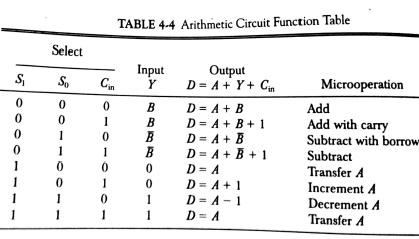 TABLE 4-4 Arithmetic Circuit Function Table
Select
Input Output
S₁ S₀ Cin Y D = A + Y + Cin Microoperation
0 0 0 B D = A + B Add
0 0 1 B D = A + B + 1 Add with carry
0 1 0 B̅ D = A + B̅ Subtract with borrow
0 1 1 B̅ D = A + B̅ + 1 Subtract
1 0 0 0 D = A Transfer A
1 0 1 0 D = A + 1 Increment A
1 1 0 1 D = A − 1 Decrement A
1 1 1 1 D = A Transfer A